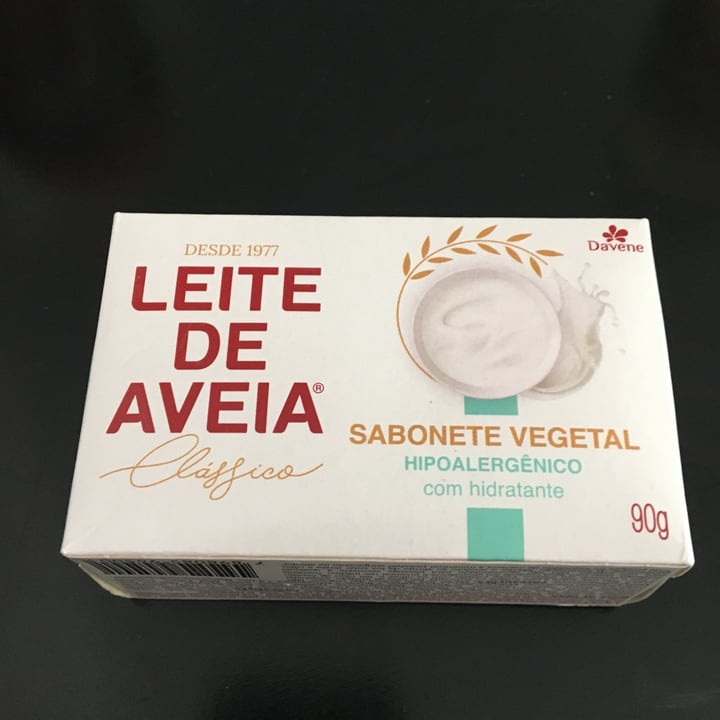 DESDE 1977
LEITE
DE
AVEIA®
Clássico
Davene
SABONETE VEGETAL
HIPOALERGÊNICO
com hidratante
90g